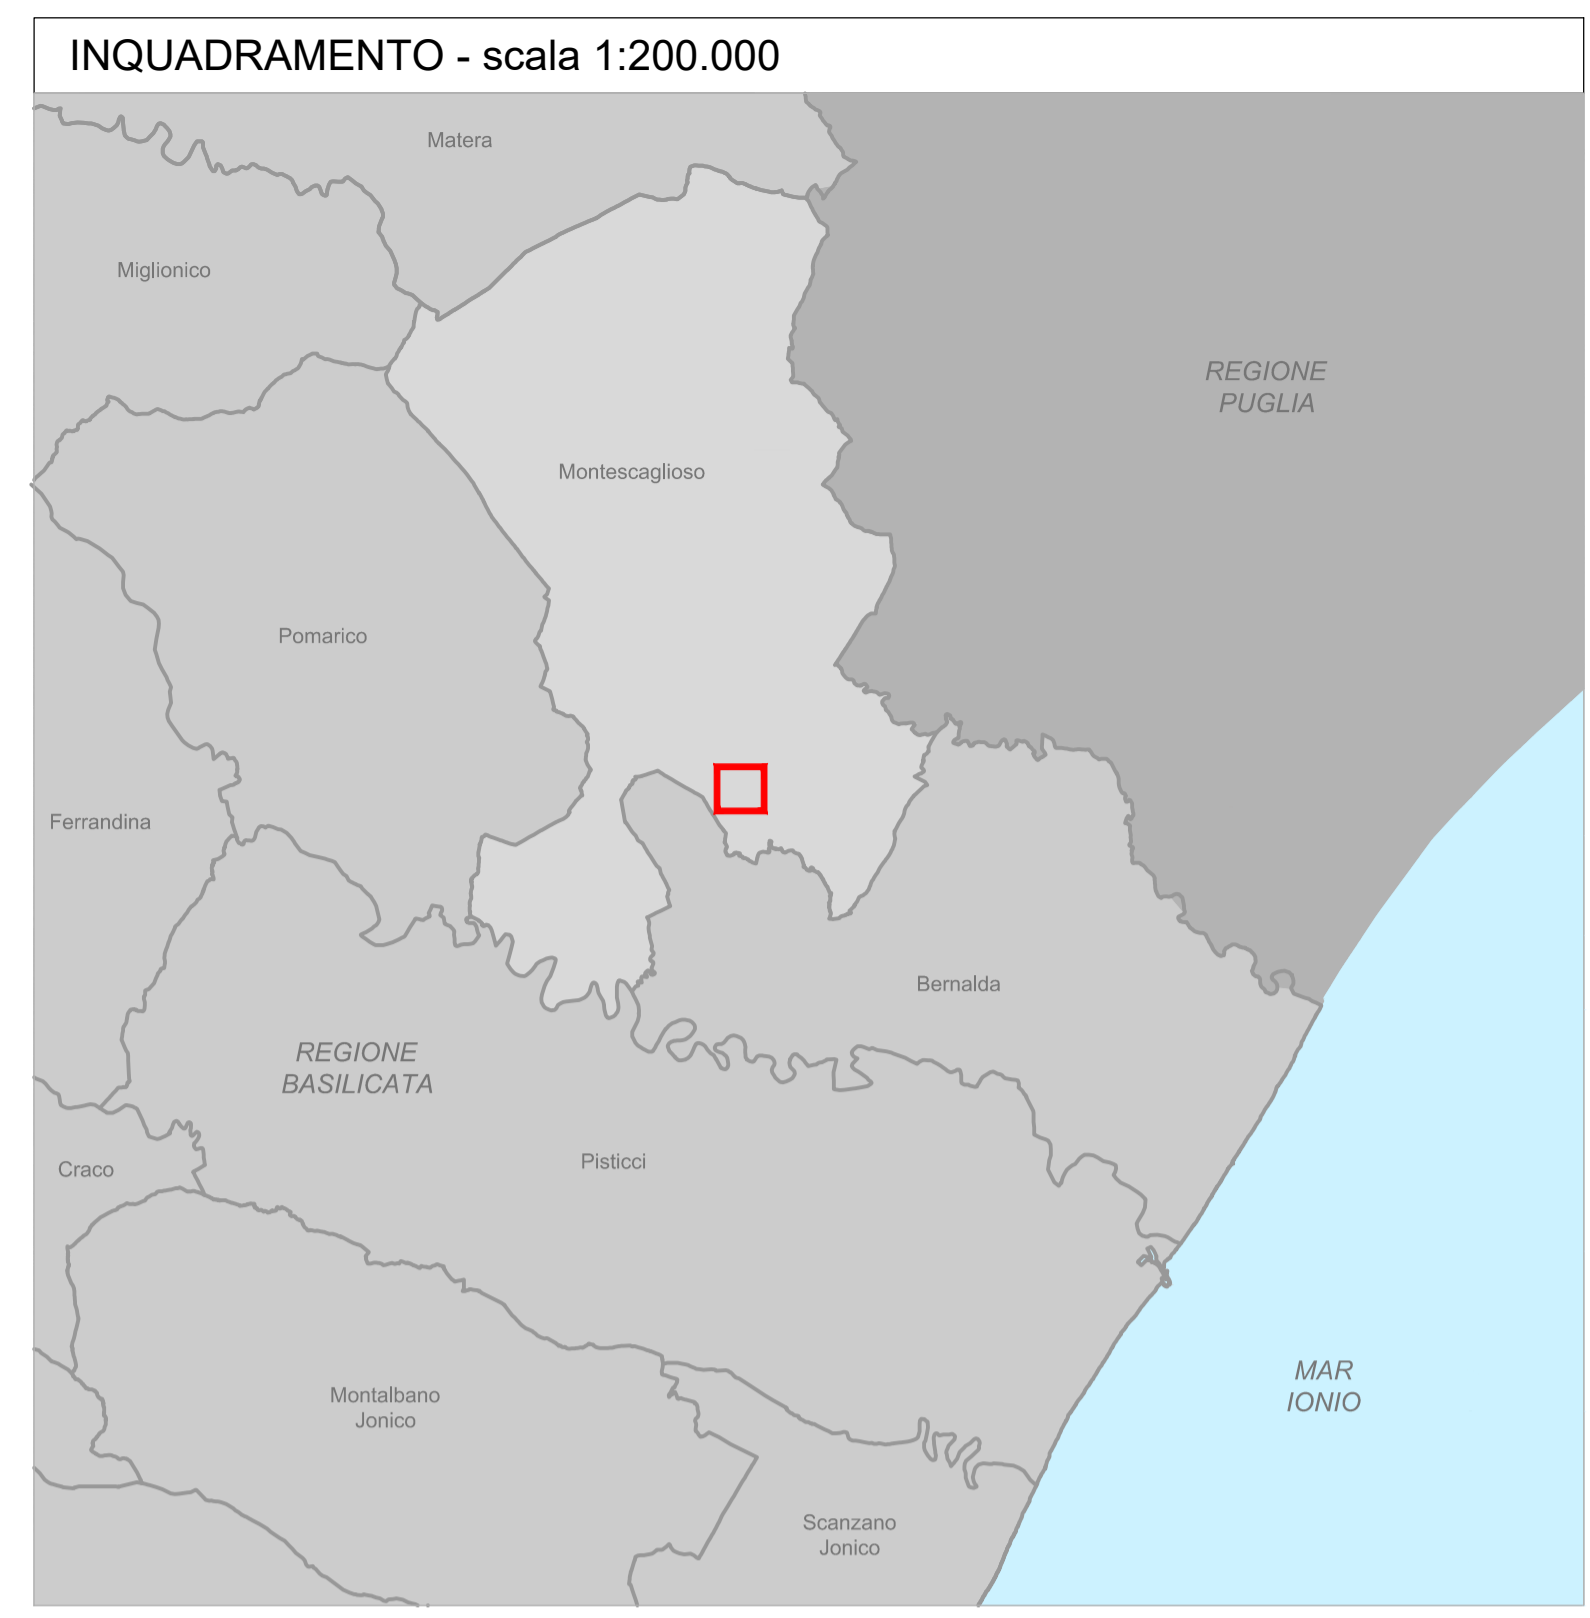 INQUADRAMENTO - scala 1:200.000
Matera
Miglionico
REGIONE
PUGLIA
Montescaglioso
Pomarico
Ferrandina
Bernalda
REGIONE
BASILICATA
Pisticci
Craco
MAR
IONIO
Montalbano
Jonico
Scanzano
Jonico